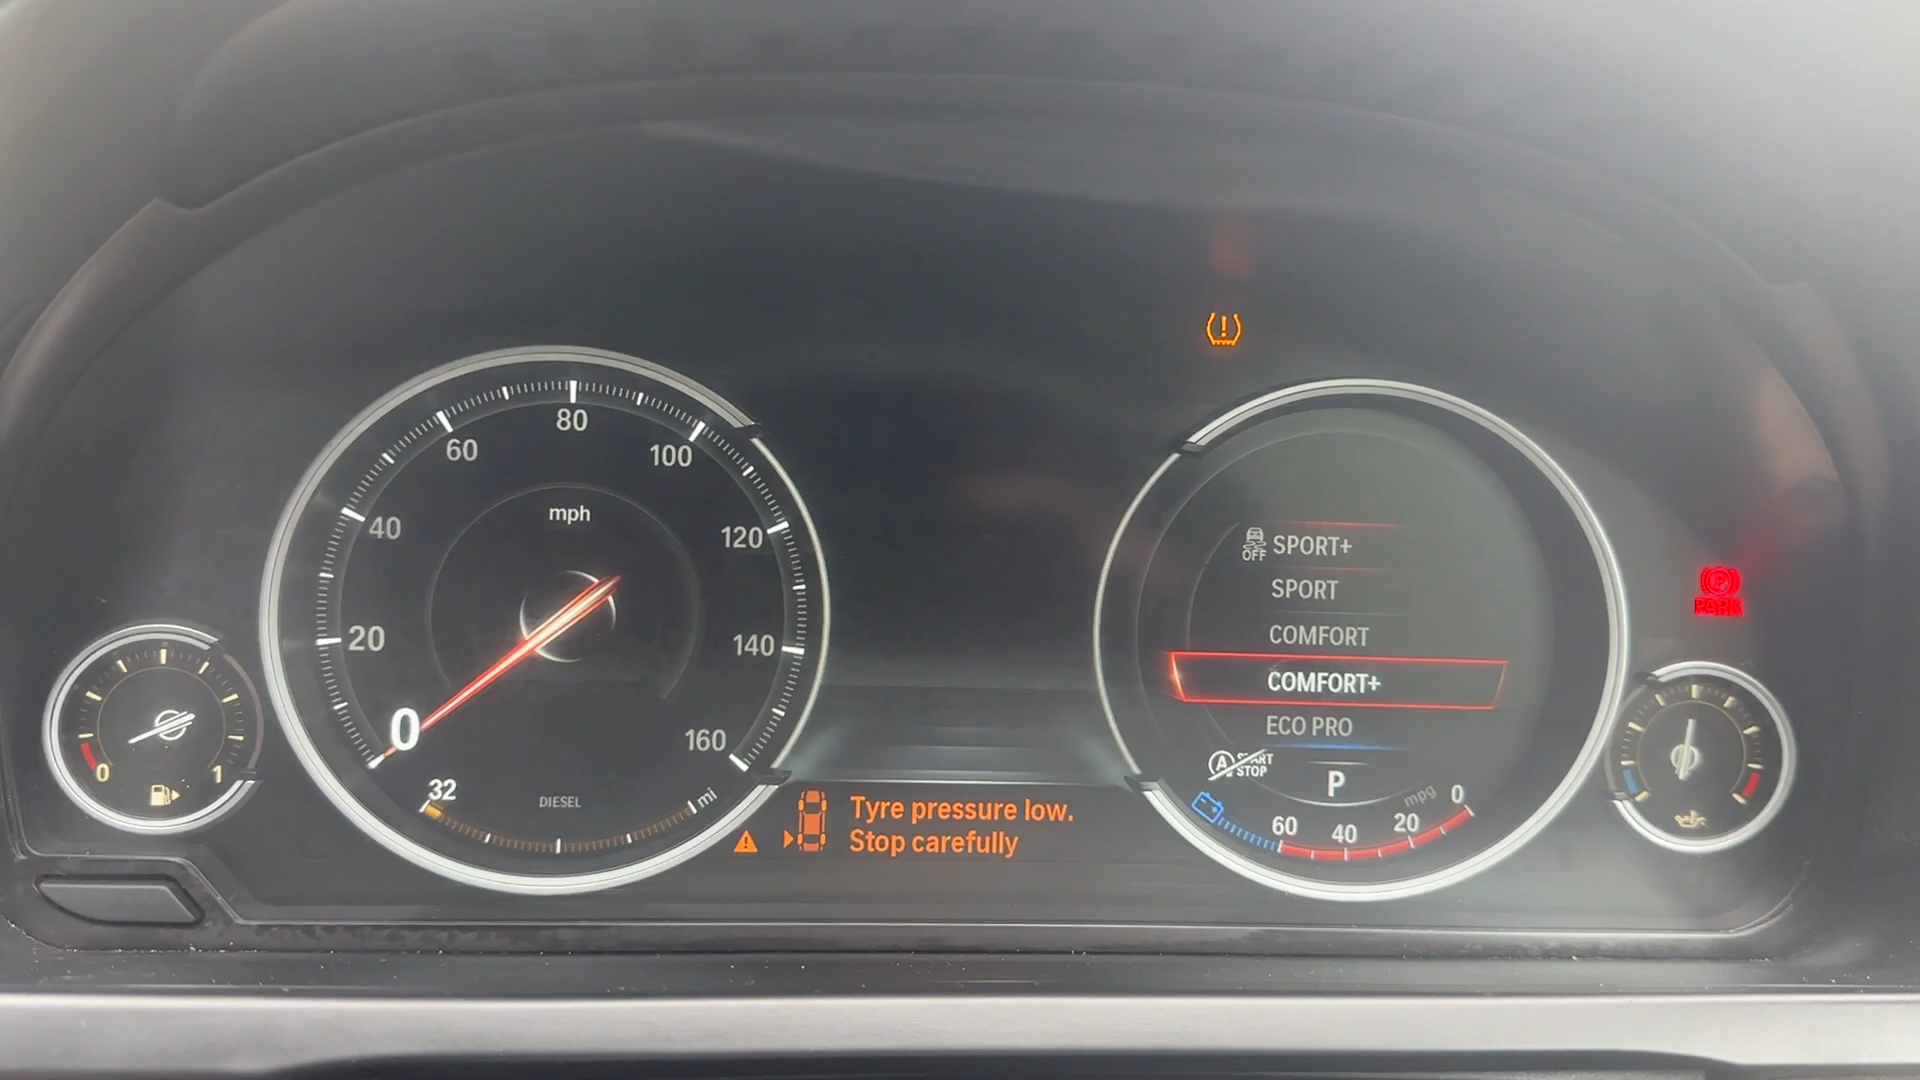 80
60
100
mph
40
120
20
140
0
160
32
mi
DIESEL
0
1
Tyre pressure low.
Stop carefully
OFF
SPORT+
SPORT
COMFORT
COMFORT+
ECO PRO
A START
STOP
P
mpg
60
40
20
0
P
PARK